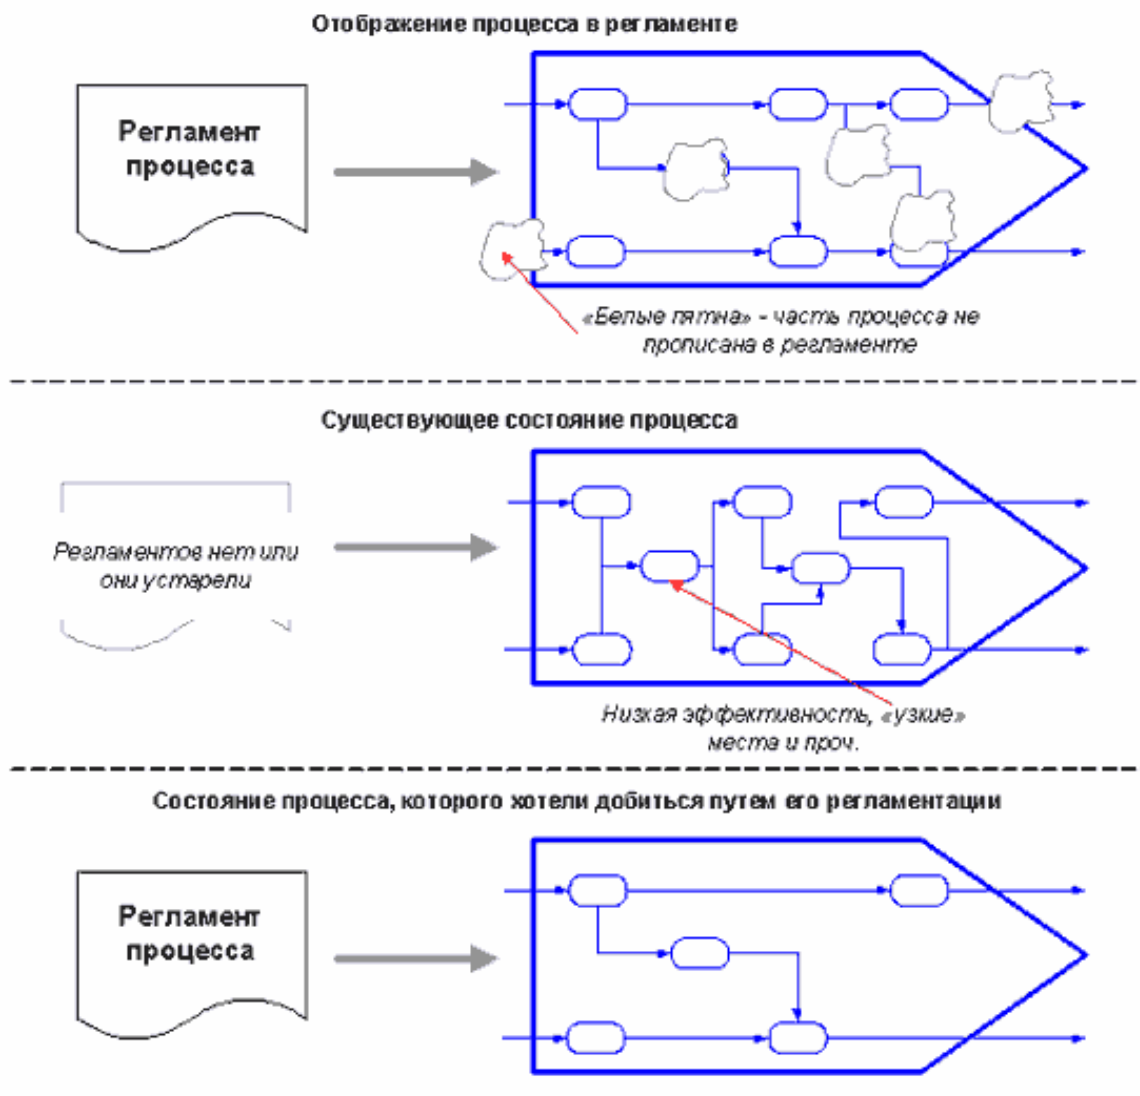 Отображение процесса в регламенте
Регламент
процесса
«Белые пятна» - часть процесса не
прописана в регламенте
Существующее состояние процесса
Регламентов нет или
они устарели
Низкая эффективность, «узкие»
места и проч.
Состояние процесса, которого хотели добиться путем его регламентации
Регламент
процесса